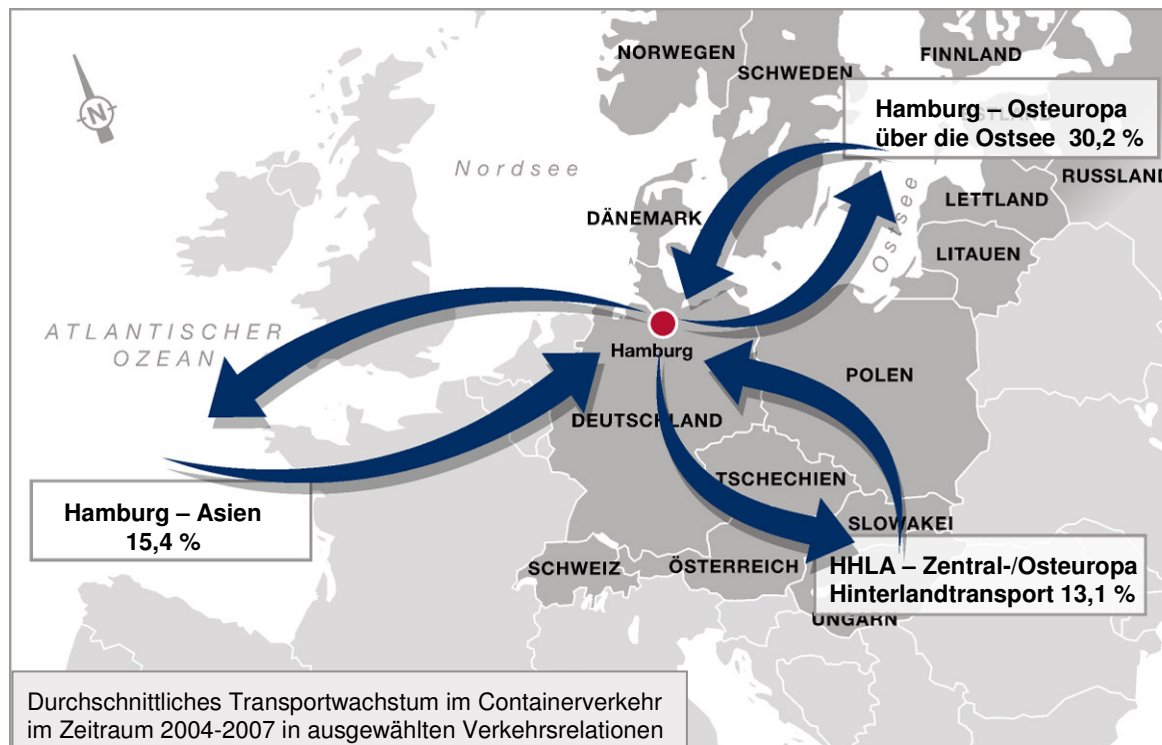 NORWEGEN
SCHWEDEN
FINNLAND
Hamburg – Osteuropa
über die Ostsee 30,2 %
ESTLAND
RUSSLAND
LETTLAND
LITAUEN
Nordsee
DÄNEMARK
Ostsee
N
ATLANTISCHER
OZEAN
Hamburg
POLEN
DEUTSCHLAND
TSCHECHIEN
SLOWAKEI
Hamburg – Asien
15,4 %
SCHWEIZ
ÖSTERREICH
HHLA – Zentral-/Osteuropa
Hinterlandtransport 13,1 %
UNGARN
Durchschnittliches Transportwachstum im Containerverkehr
im Zeitraum 2004-2007 in ausgewählten Verkehrsrelationen